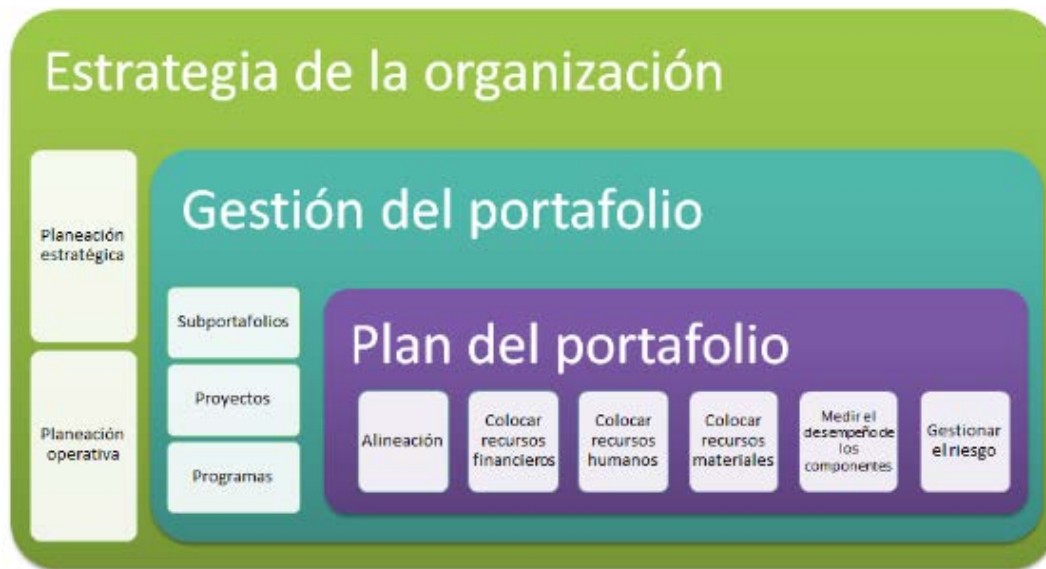 Estrategia de la organización
Planeación
estratégica
Planeación
operativa
Gestión del portafolio
Subportafolios
Proyectos
Programas
Plan del portafolio
Alineación
Colocar
recursos
financieros
Colocar
recursos
humanos
Colocar
recursos
materiales
Medir el
desempeño de
los
componentes
Gestionar
el riesgo